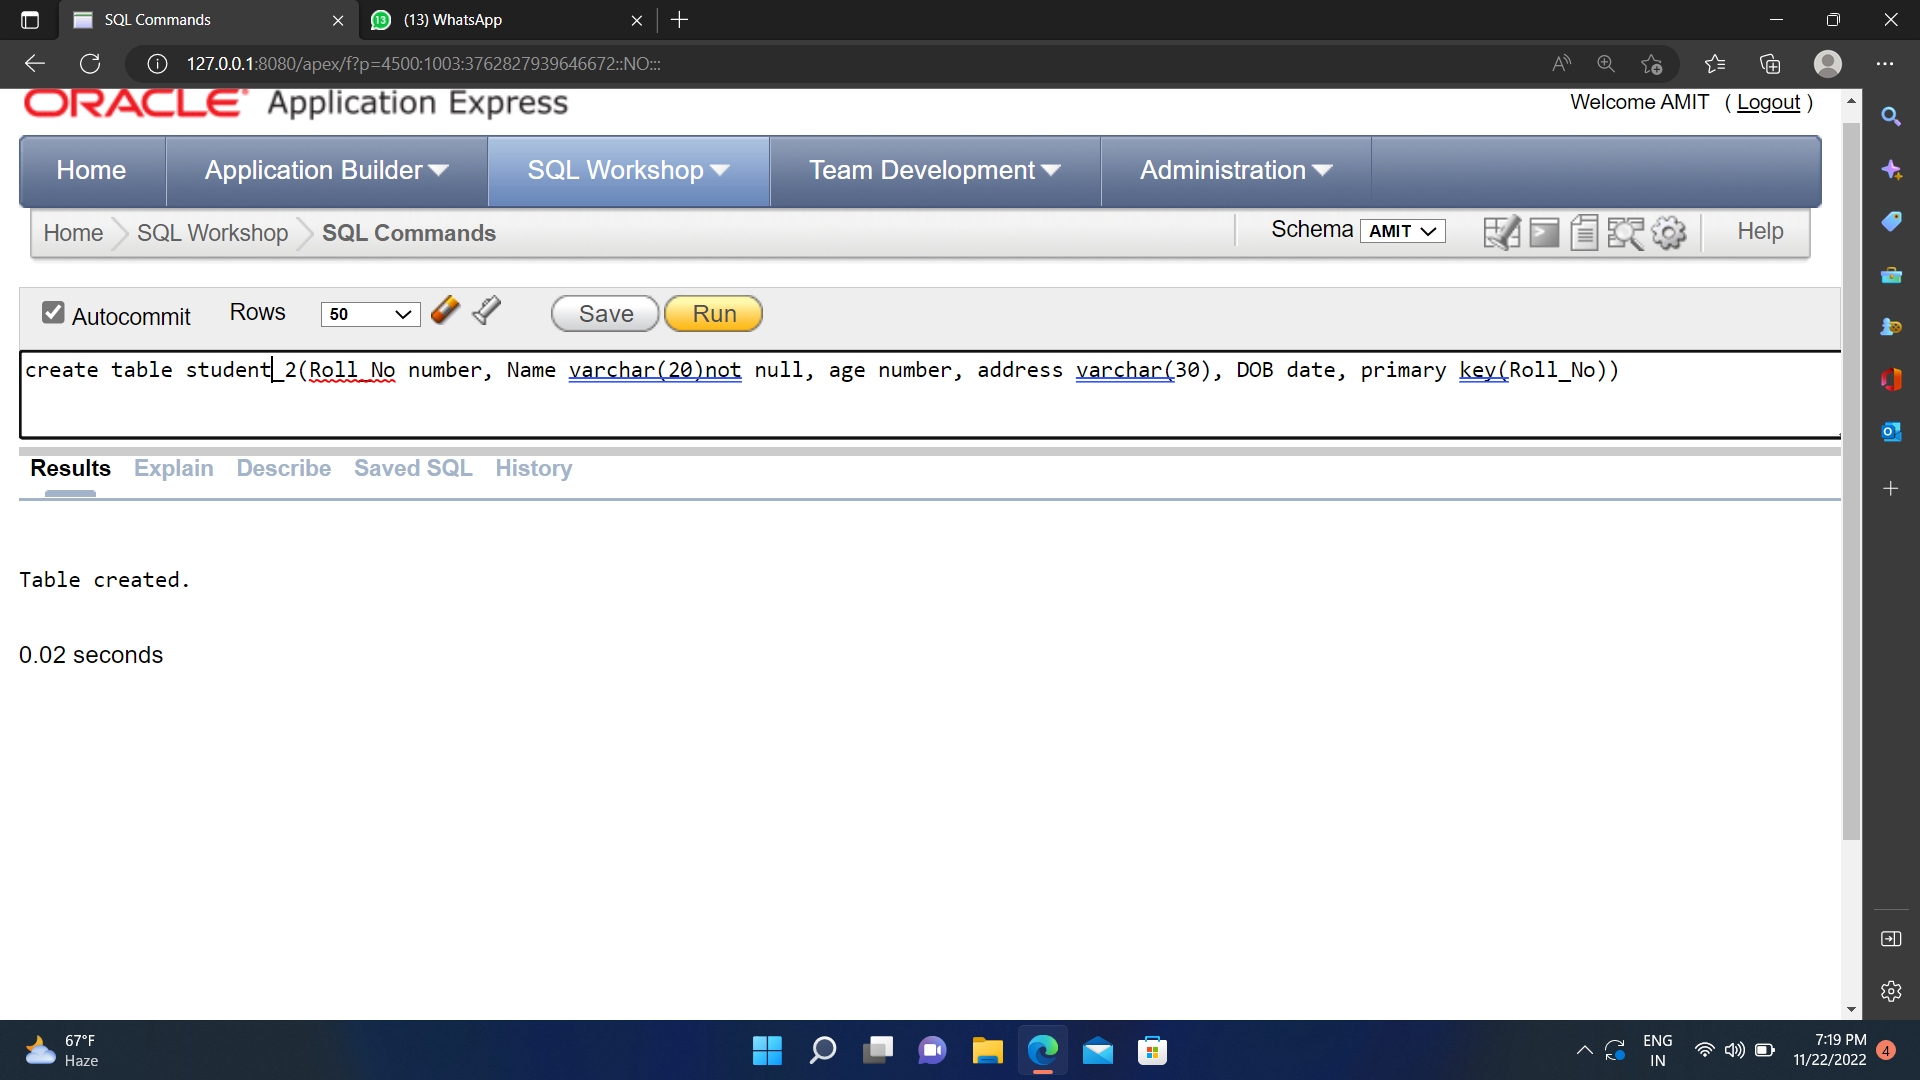 SQL Commands
13 (13) WhatsApp
127.0.0.1:8080/apex/f?p=4500:1003:3762827939646672::NO:::
ORACLE Application Express
Welcome AMIT ( Logout )
Home Application Builder SQL Workshop Team Development Administration
Home SQL Workshop SQL Commands Schema AMIT Help
Autocommit Rows 50 Save Run
create table student_2(Roll_No number, Name varchar(20)not null, age number, address varchar(30), DOB date, primary key(Roll_No))
Results Explain Describe Saved SQL History
Table created.
0.02 seconds
67°F
Haze
ENG
IN
7:19 PM
11/22/2022
4